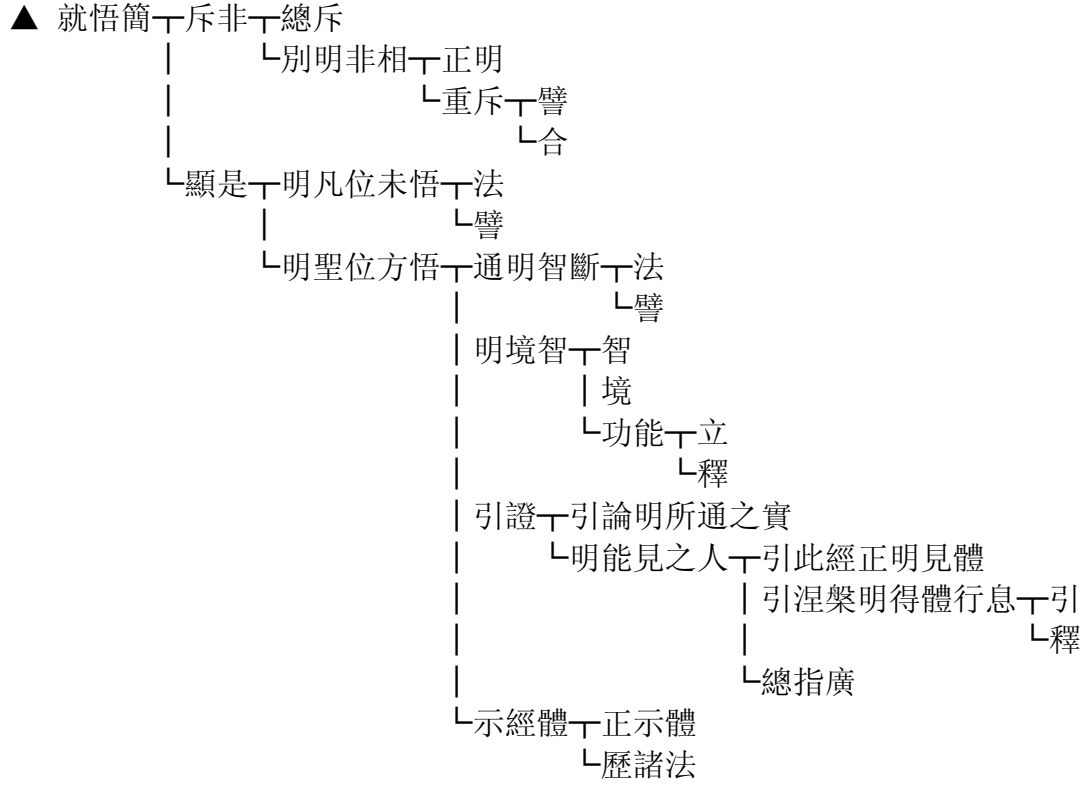 ▲ 就悟簡┬斥非┬總斥
│ └別明非相┬正明
│ └重斥┬譬
│ └合
└顯是┬明凡位未悟┬法
│ └譬
└明聖位方悟┬通明智斷┬法
│ └譬
│明境智┬智
│ │境
│ └功能┬立
│ └釋
│引證┬引論明所通之實
│ └明能見之人┬引此經正明見體
│ │引涅槃明得體行息┬引
│ │ └釋
│ └總指廣
└示經體┬正示體
└歷諸法